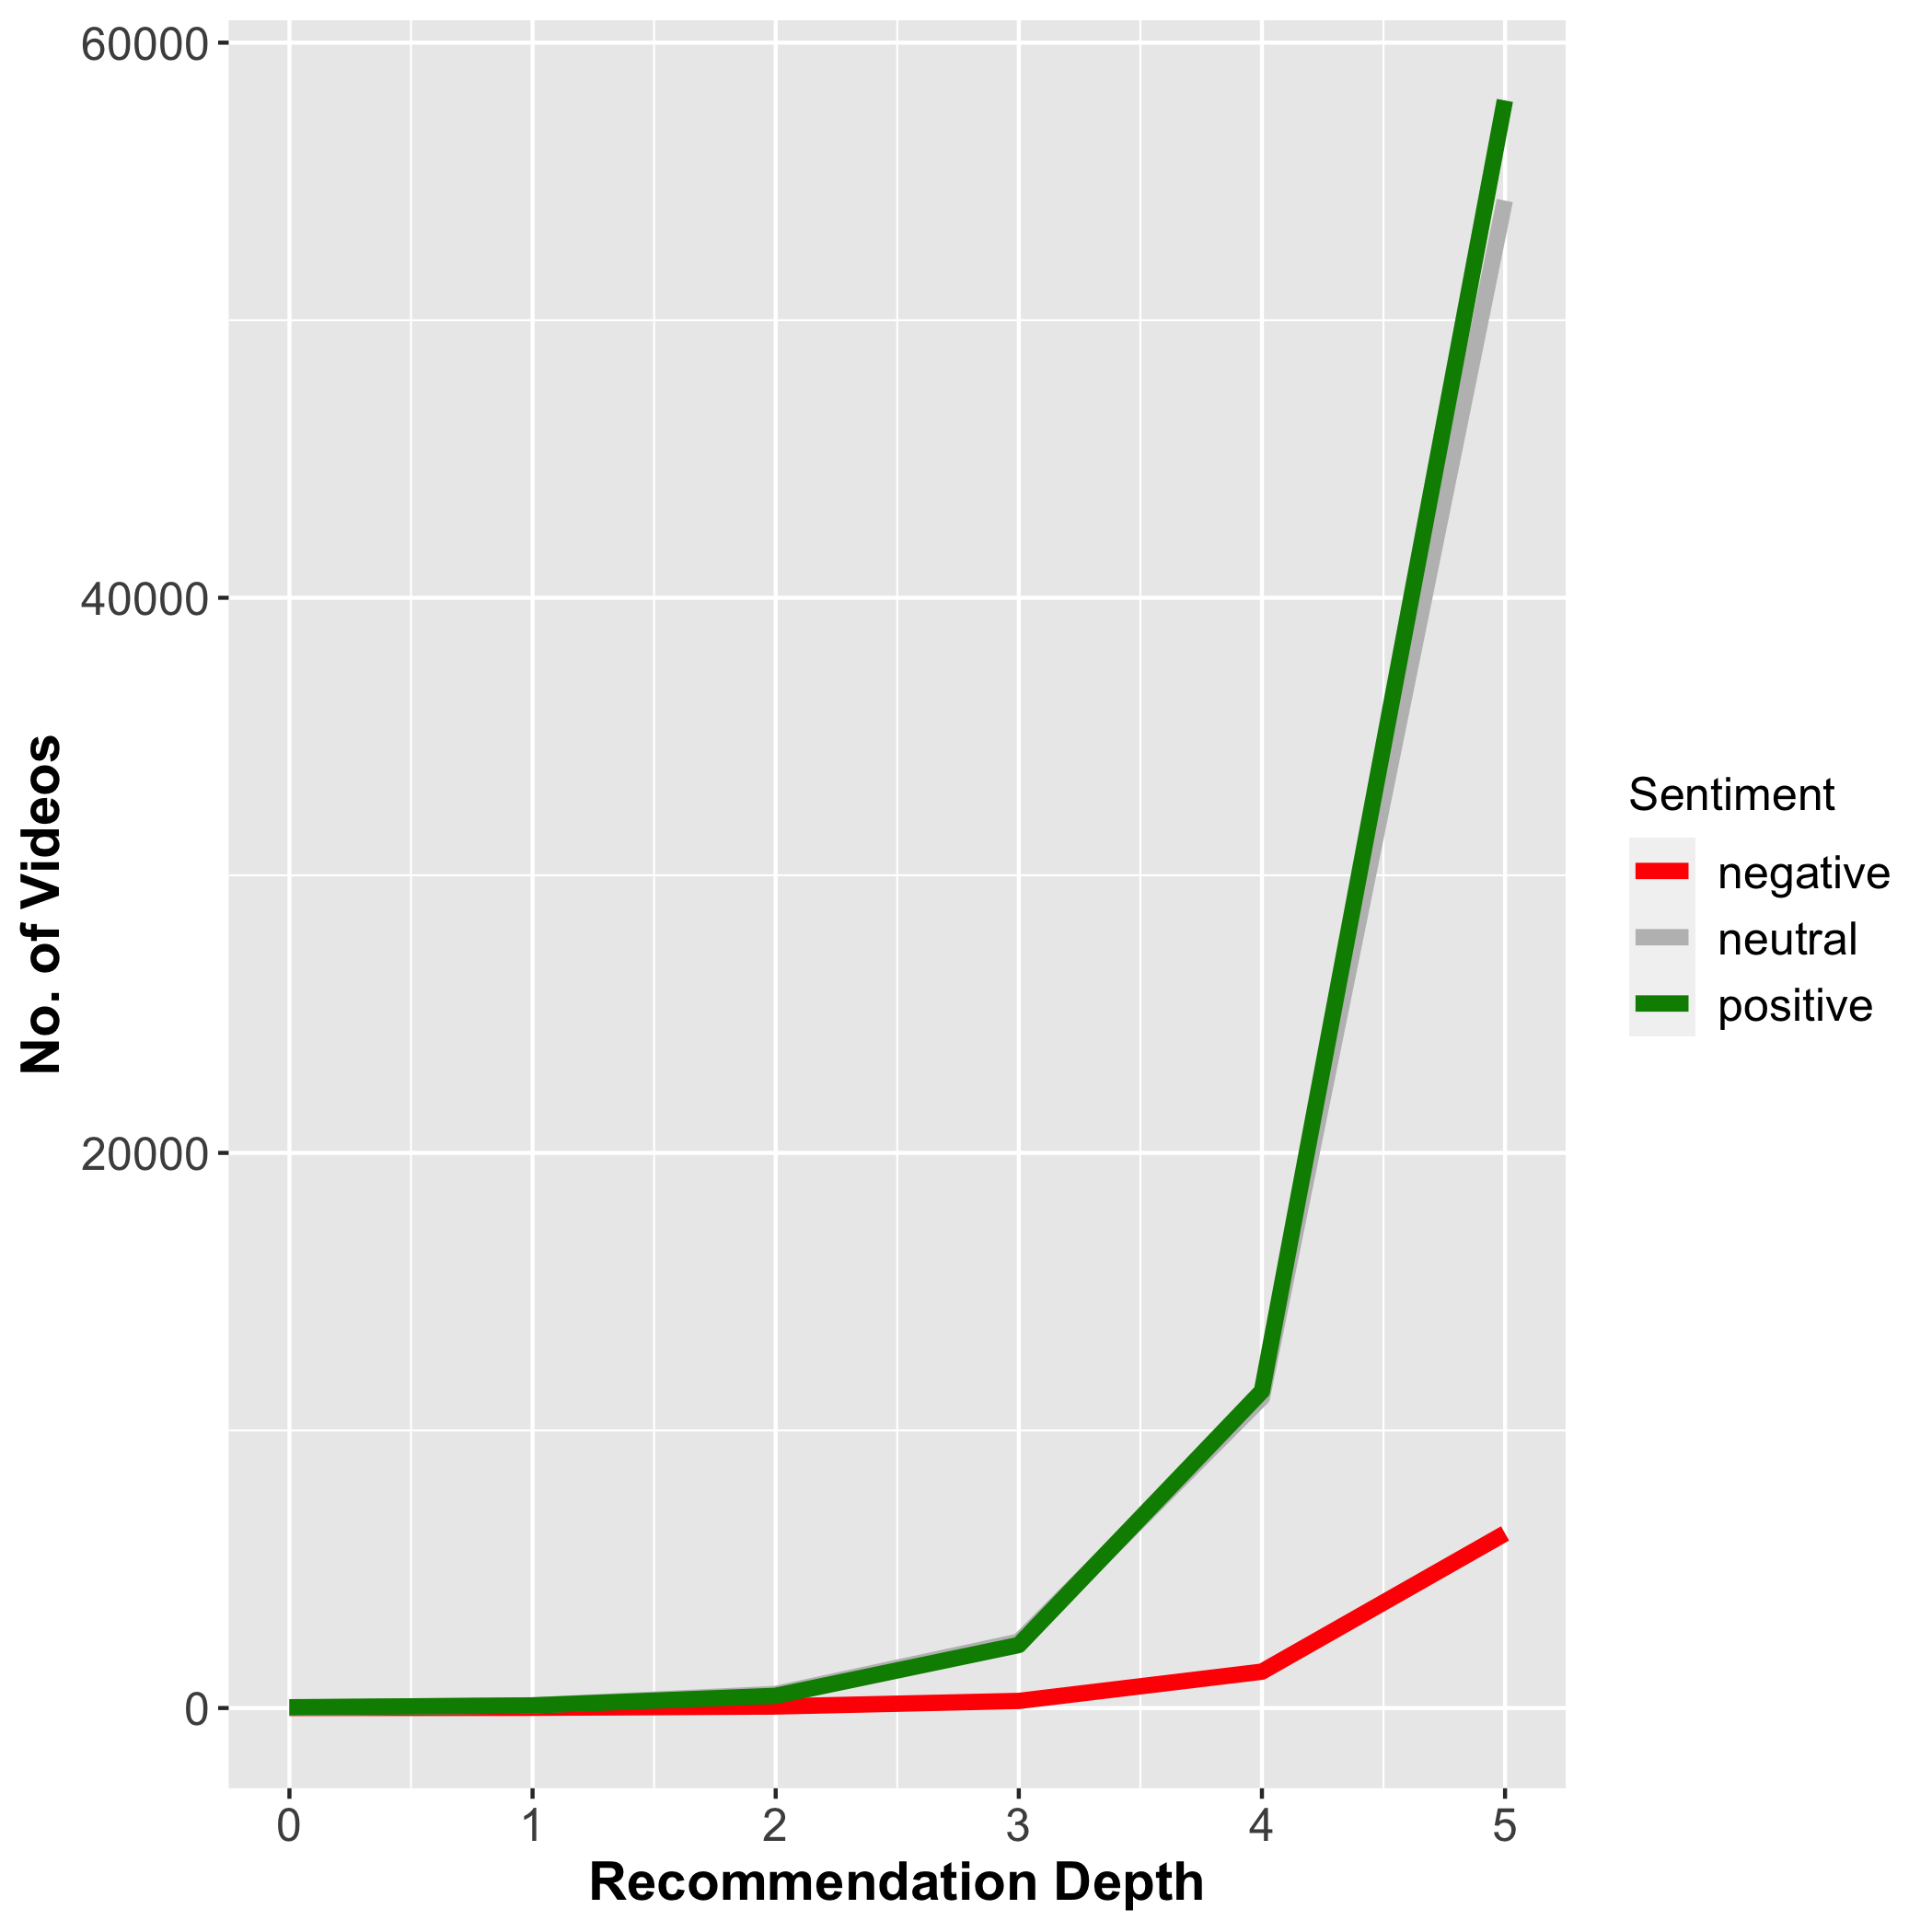 60000
40000
20000
0
No. of Videos
0 1 2 3 4 5
Recommendation Depth
Sentiment
negative
neutral
positive